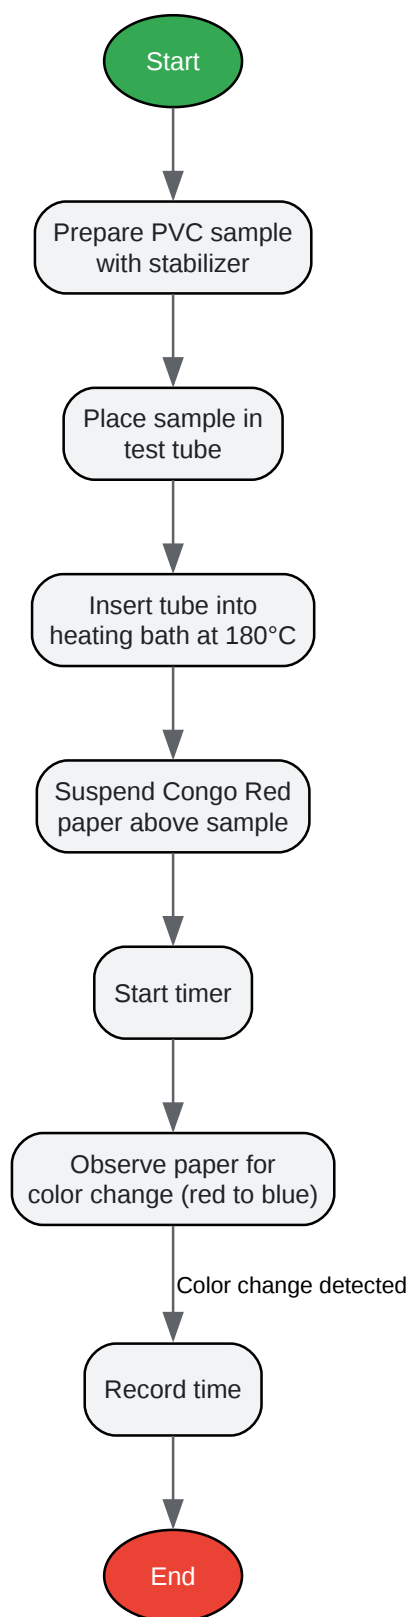 Start
Prepare PVC sample
with stabilizer
Place sample in
test tube
Insert tube into
heating bath at 180°C
Suspend Congo Red
paper above sample
Start timer
Observe paper for
color change (red to blue)
Color change detected
Record time
End